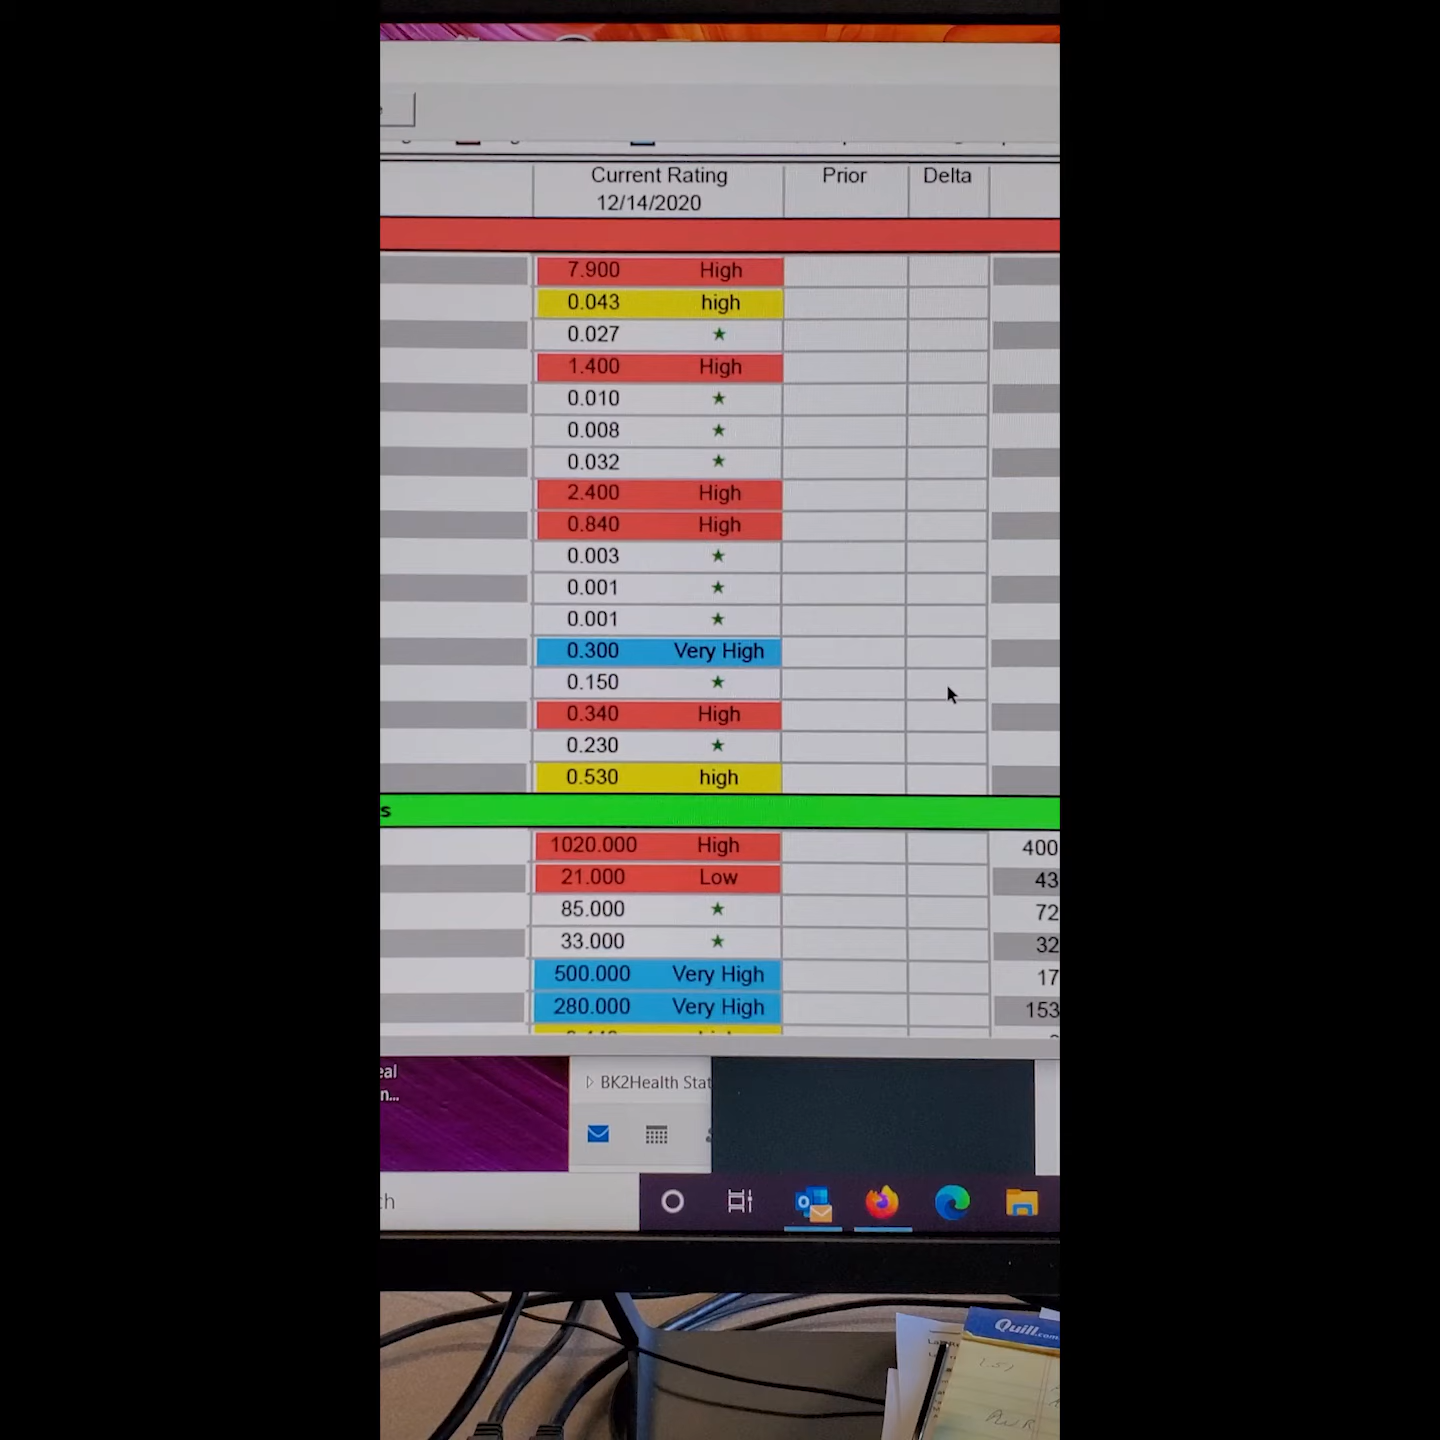 Current Rating Prior Delta
12/14/2020
7.900 High
0.043 high
0.027 ★
1.400 High
0.010 ★
0.008 ★
0.032 ★
2.400 High
0.840 High
0.003 ★
0.001 ★
0.001 ★
0.300 Very High
0.150 ★
0.340 High
0.230 ★
0.530 high
s
1020.000 High 400
21.000 Low 43
85.000 ★ 72
33.000 ★ 32
500.000 Very High 17
280.000 Very High 153
eal
n...
BK2Health Stat
ch
Quill.com